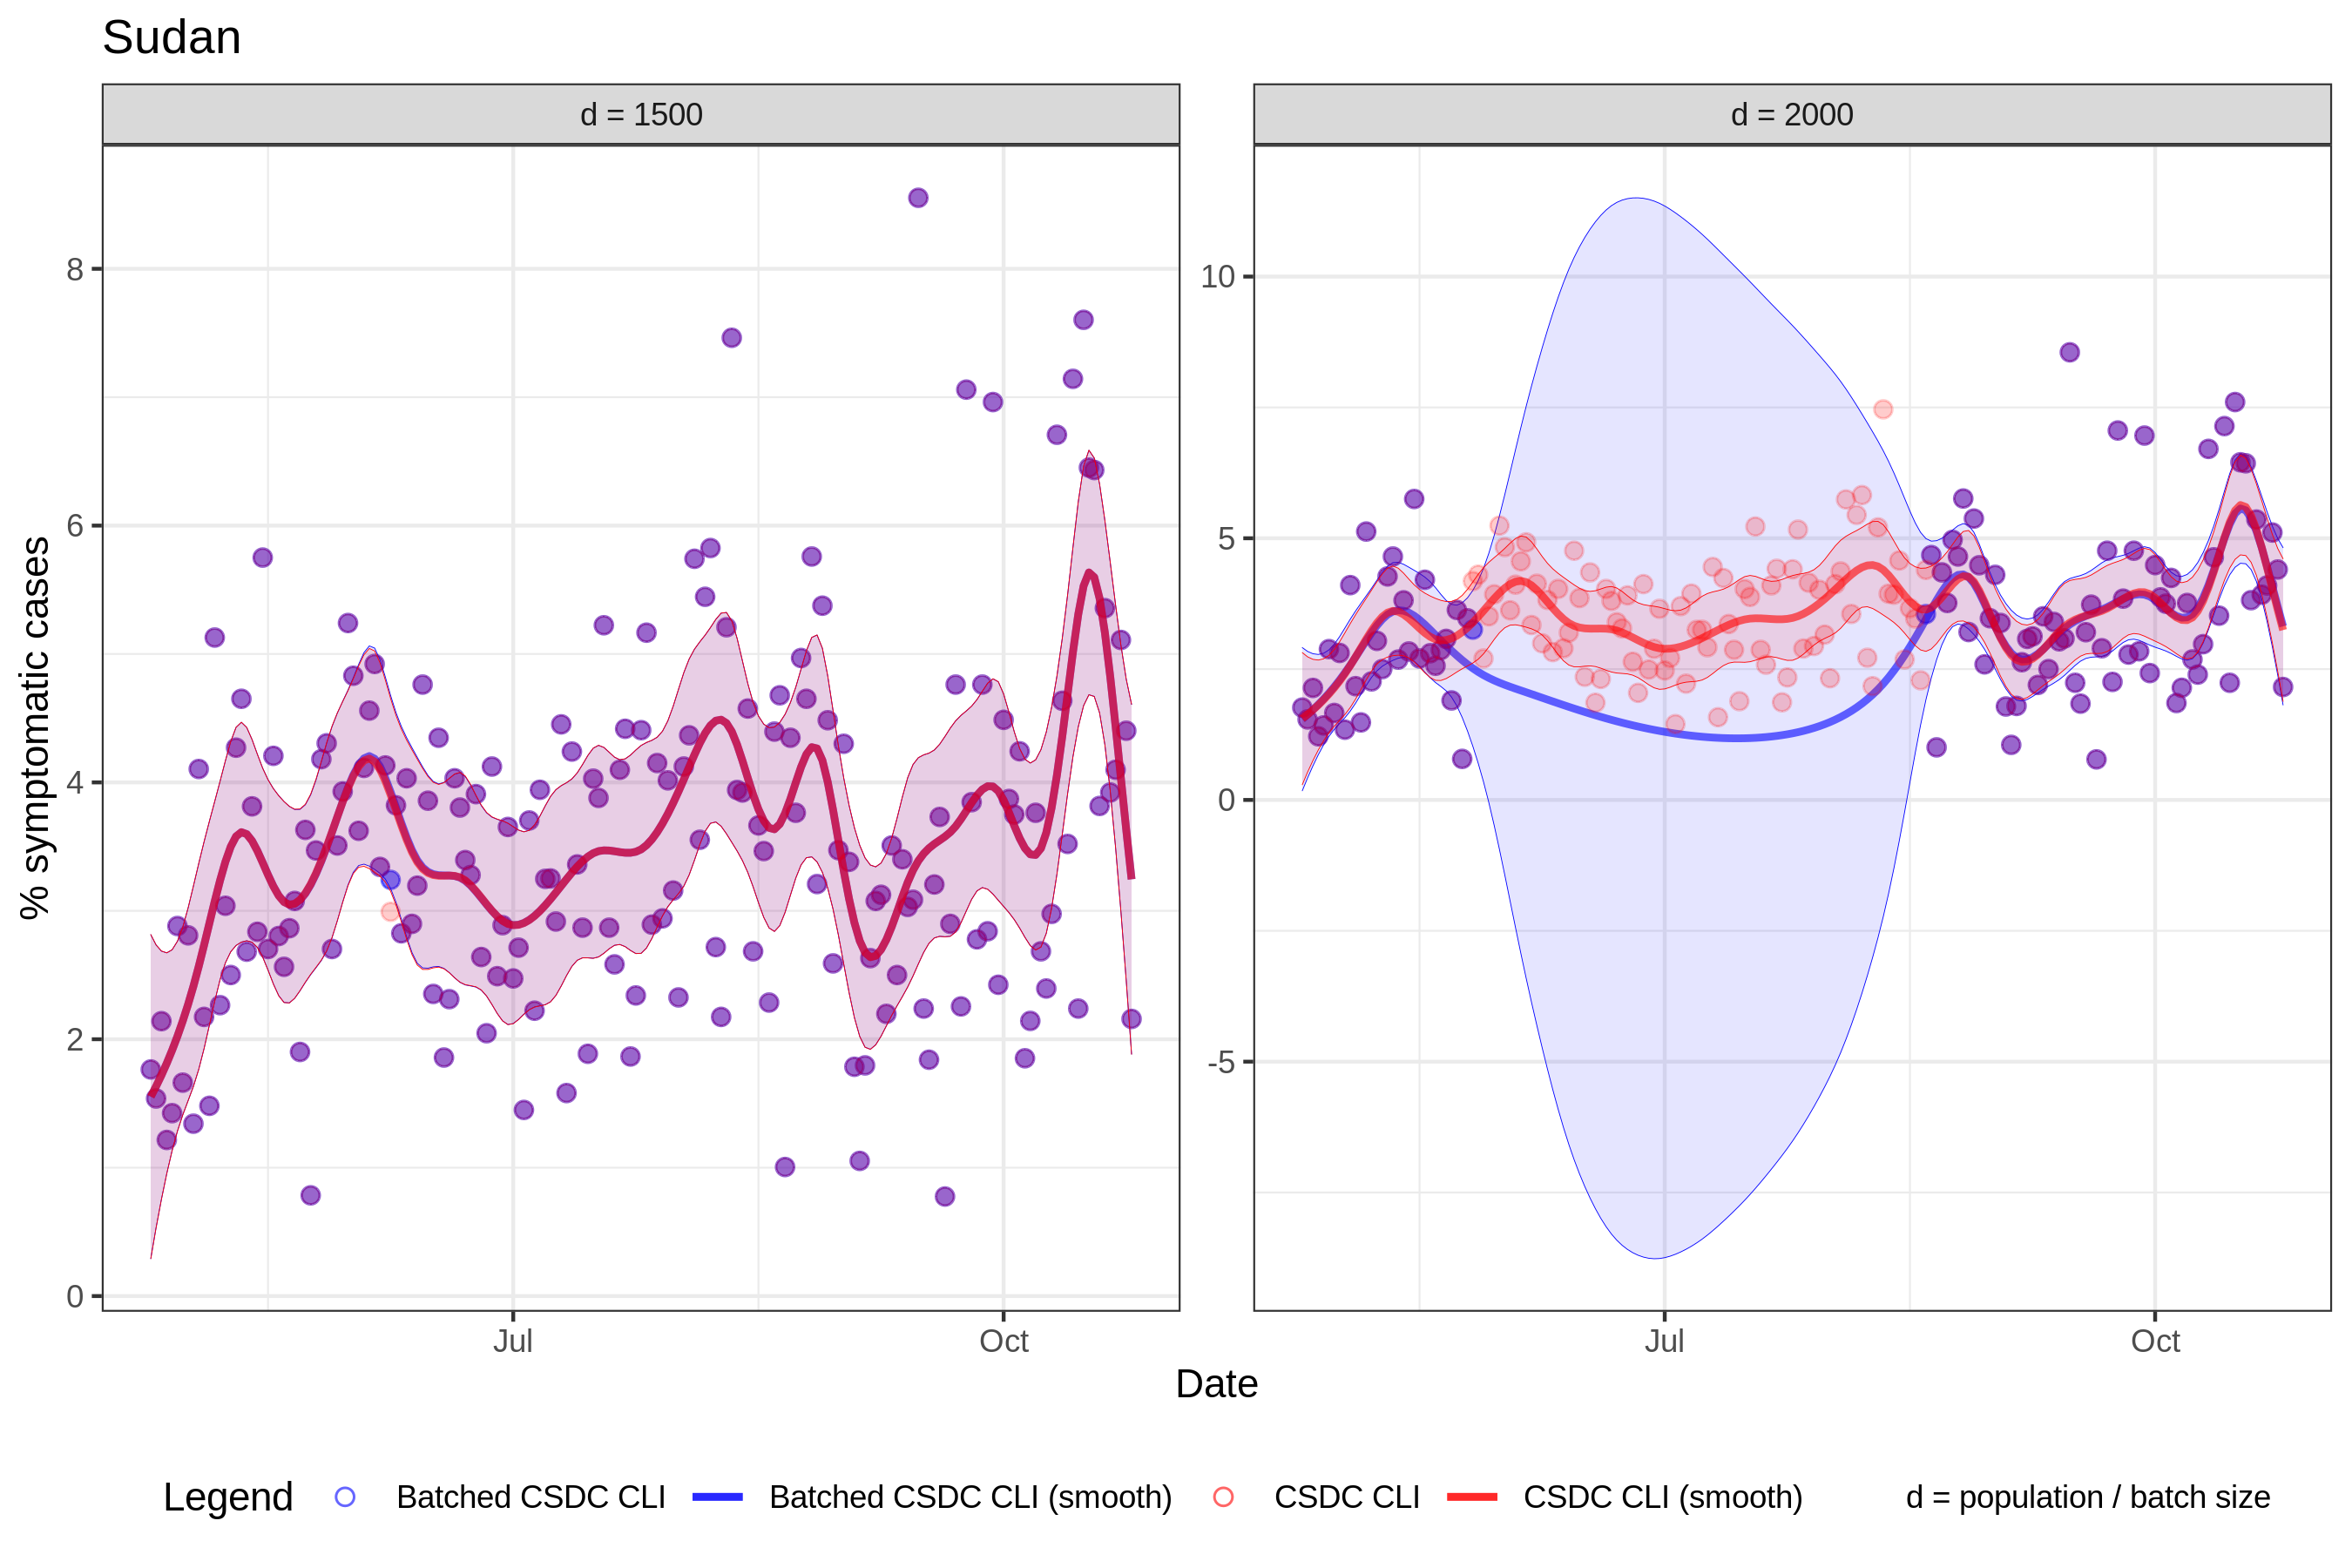 Sudan
d = 1500
d = 2000
% symptomatic cases
8
6
4
2
0
10
5
0
-5
Jul
Oct
Jul
Oct
Date
Legend
Batched CSDC CLI
Batched CSDC CLI (smooth)
CSDC CLI
CSDC CLI (smooth)
d = population / batch size